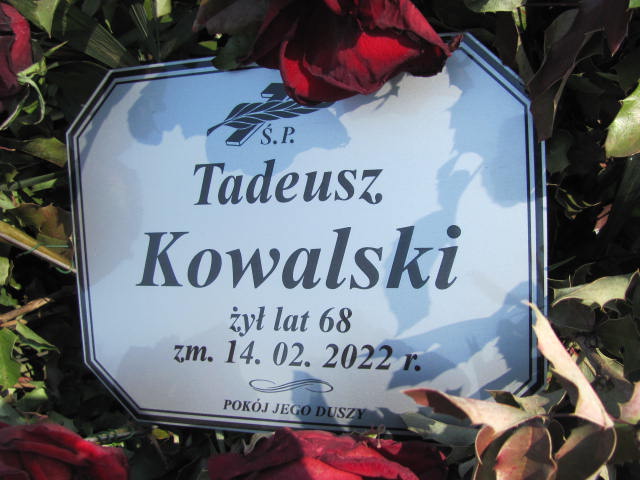 Ś.P.
Tadeusz
Kowalski
żył lat 68
zm. 14. 02. 2022 r.
POKÓJ JEGO DUSZY